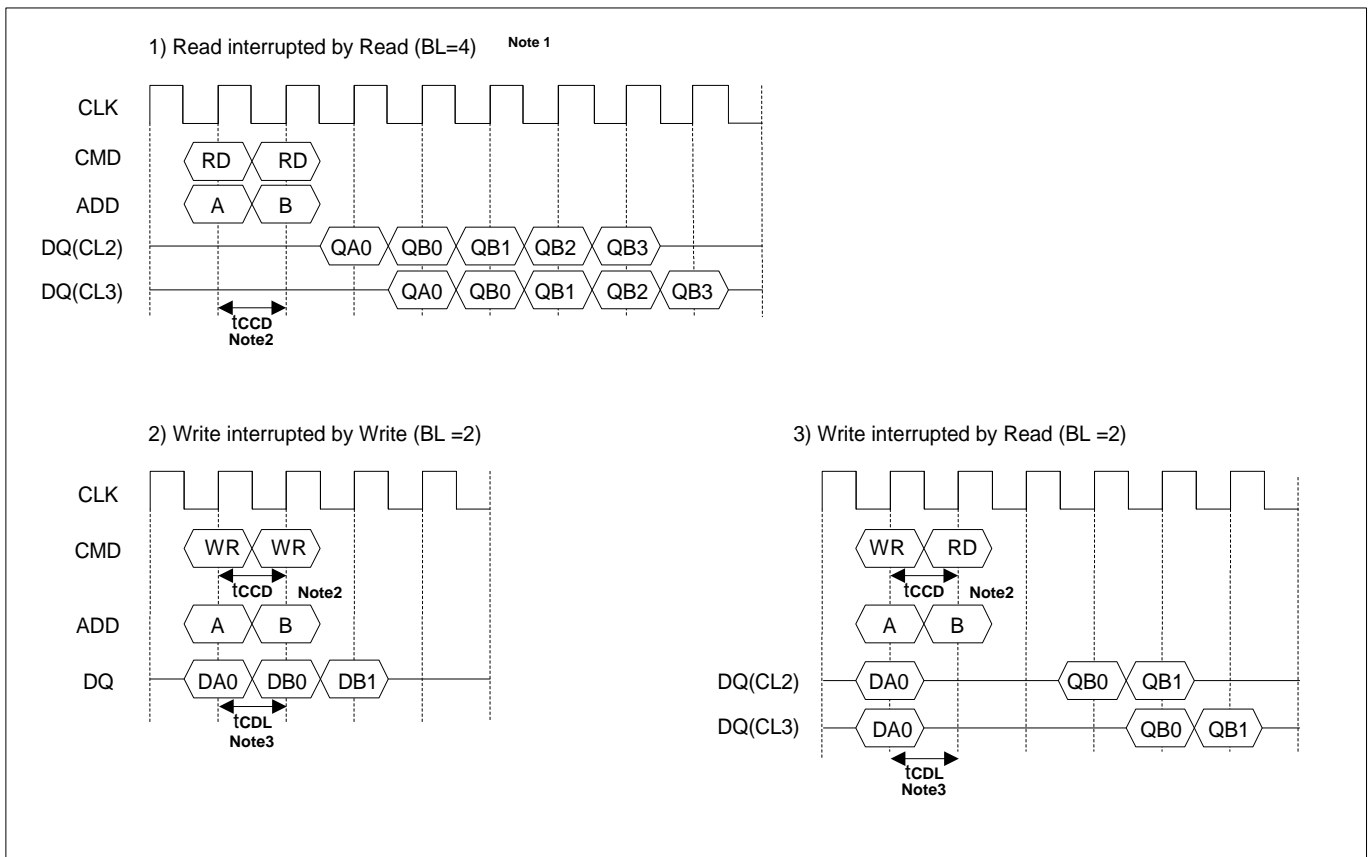 1) Read interrupted by Read (BL=4) Note 1
CLK
CMD RD RD
ADD A B
DQ(CL2) QA0 QB0 QB1 QB2 QB3
DQ(CL3) QA0 QB0 QB1 QB2 QB3
tCCD
Note2
2) Write interrupted by Write (BL =2)
CLK
CMD WR WR
tCCD Note2
ADD A B
DQ DA0 DB0 DB1
tCDL
Note3
3) Write interrupted by Read (BL =2)
WR RD
tCCD Note2
A B
DQ(CL2) DA0 QB0 QB1
DQ(CL3) DA0 QB0 QB1
tCDL
Note3